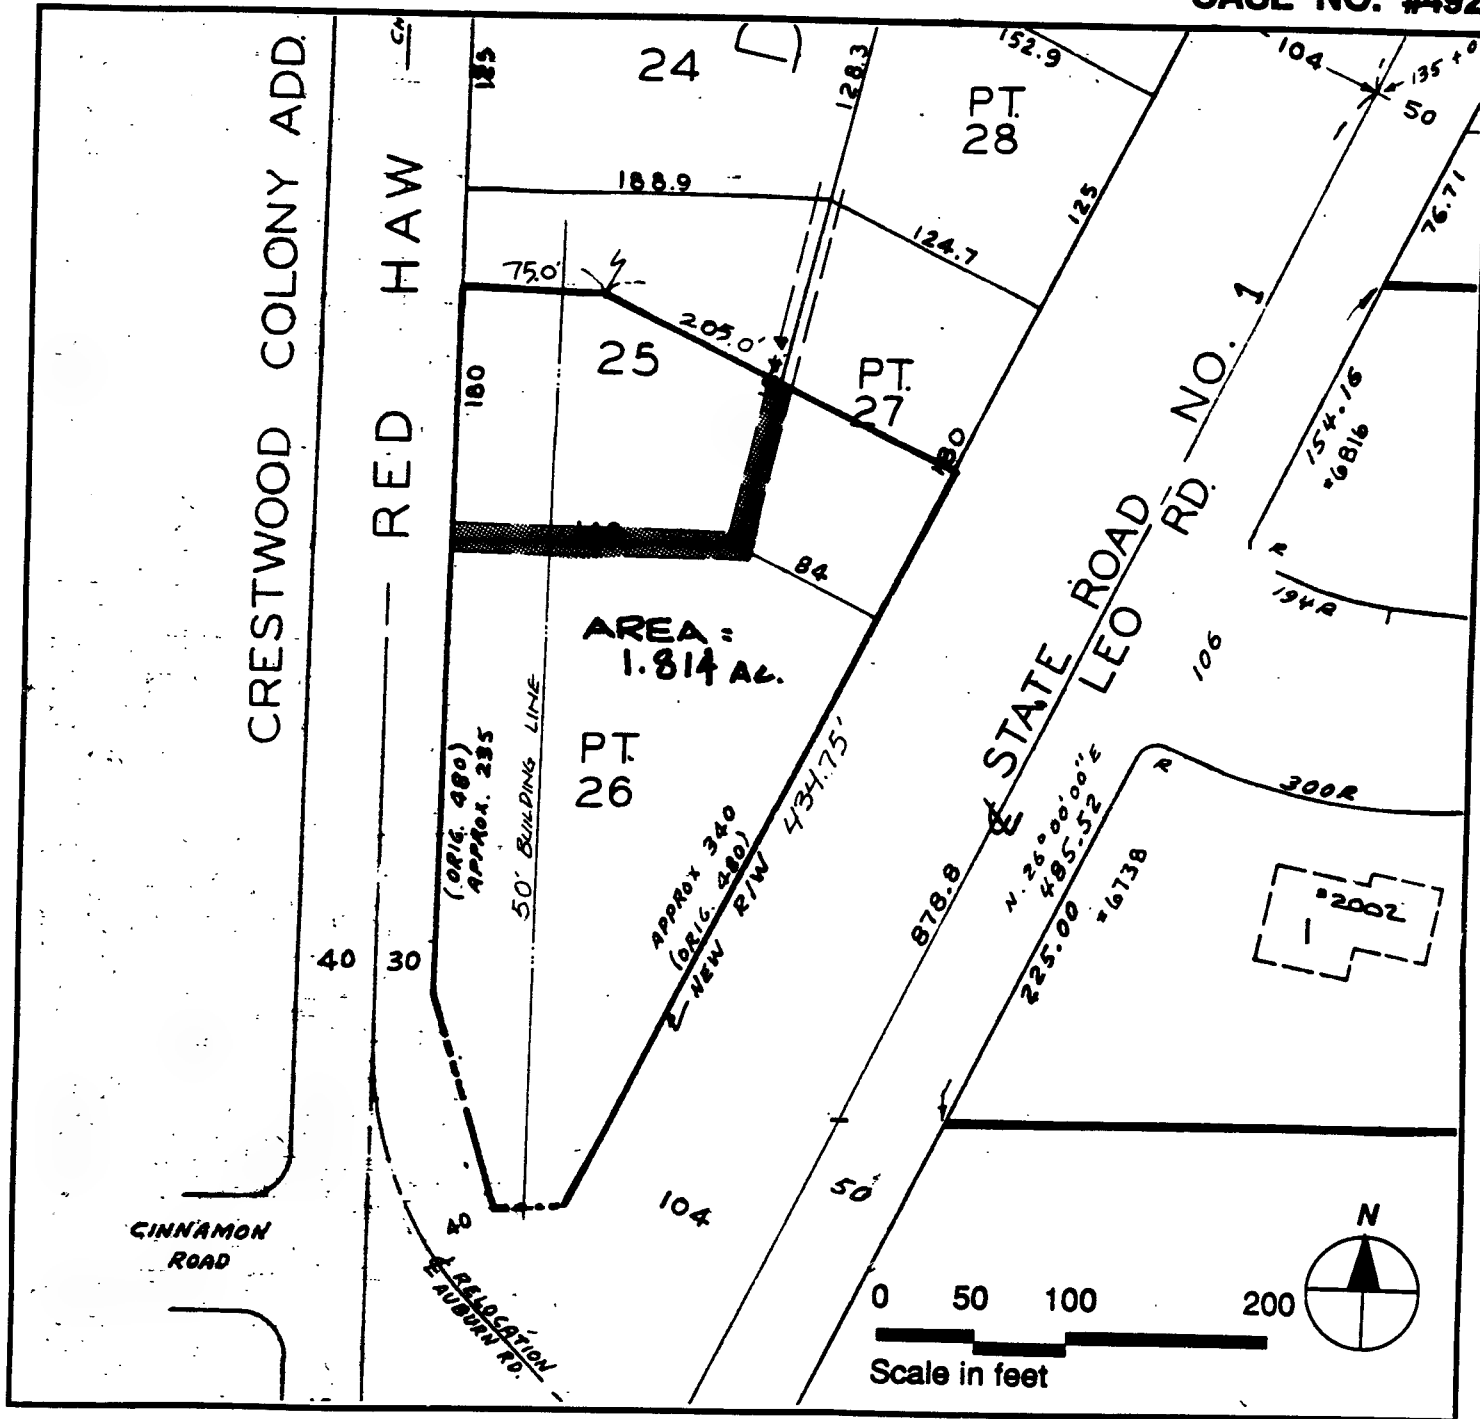 CASE NO. #492
CRESTWOOD COLONY ADD.
RED HAW
185
24
128.3
152.9
PT.
28
104
135
50
76.71
188.9
125
124.7
75.0'
205.0'
25
180
PT.
27
180
STATE ROAD NO. 1
LEO RD.
154.16
#6816
R
194R
84
106
AREA =
1.814 AC.
PT.
26
(ORIG. 480)
APPROX. 235
50' BUILDING LINE
434.75'
APPROX 340
(ORIG. 480)
NEW R/W
R
300R
N. 26°00'00" E
485.52
225.00
#6738
878.8
#2002
1
40
30
104
50'
40
CINNAMON
ROAD
℄ RELOCATION
AUBURN RD.
N
0 50 100 200
Scale in feet